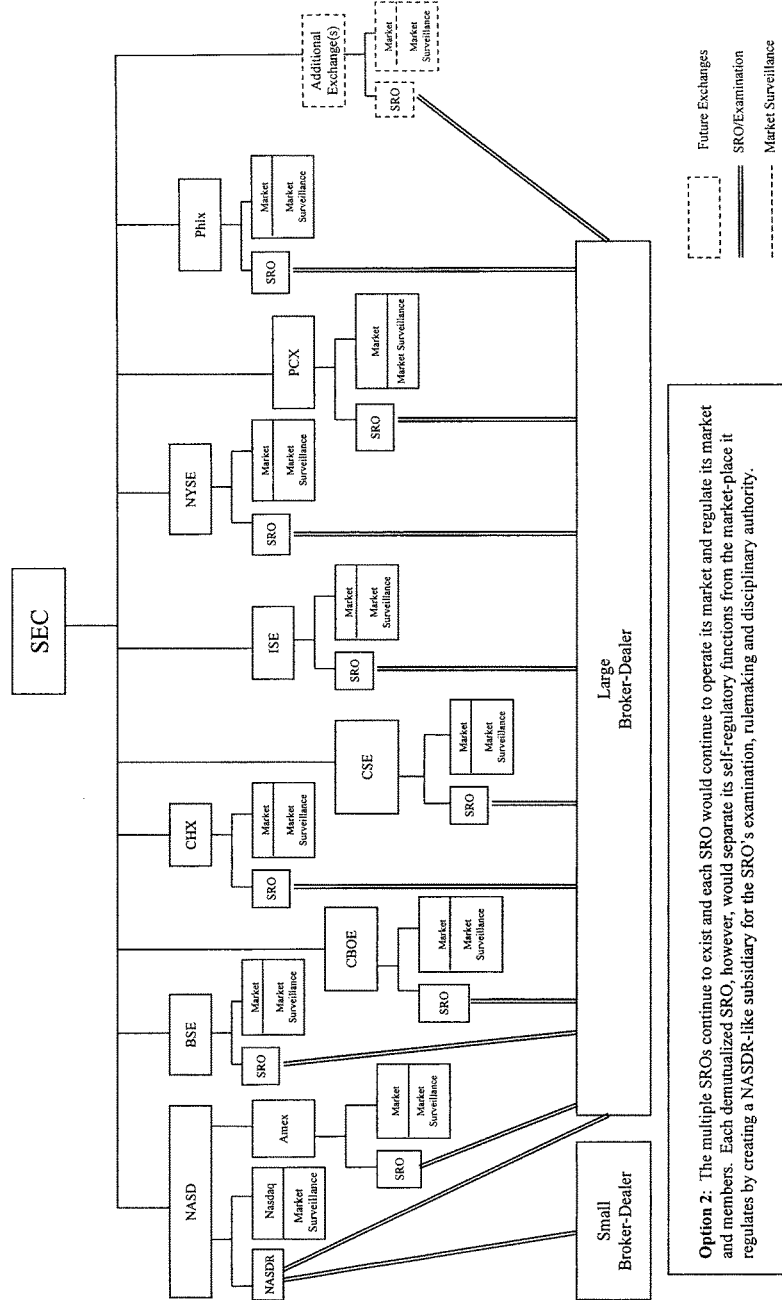 SEC
NASD
BSE
CBOE
CHX
CSE
ISE
NYSE
PCX
Phix
Additional
Exchange(s)
NASDR
Nasdaq
Market
Surveillance
Amex
SRO
Market
Market
Surveillance
SRO
Market
Market
Surveillance
SRO
Market
Market
Surveillance
SRO
Market
Market
Surveillance
SRO
Market
Market
Surveillance
SRO
Market
Market
Surveillance
SRO
Market
Market
Surveillance
SRO
Market
Market Surveillance
SRO
Market
Market
Surveillance
SRO
Market
Market
Surveillance
Small
Broker-Dealer
Large
Broker-Dealer
Future Exchanges
SRO/Examination
Market Surveillance
Option 2: The multiple SROs continue to exist and each SRO would continue to operate its market and regulate its market
and members. Each demutualized SRO, however, would separate its self-regulatory functions from the market-place it
regulates by creating a NASDR-like subsidiary for the SRO's examination, rulemaking and disciplinary authority.